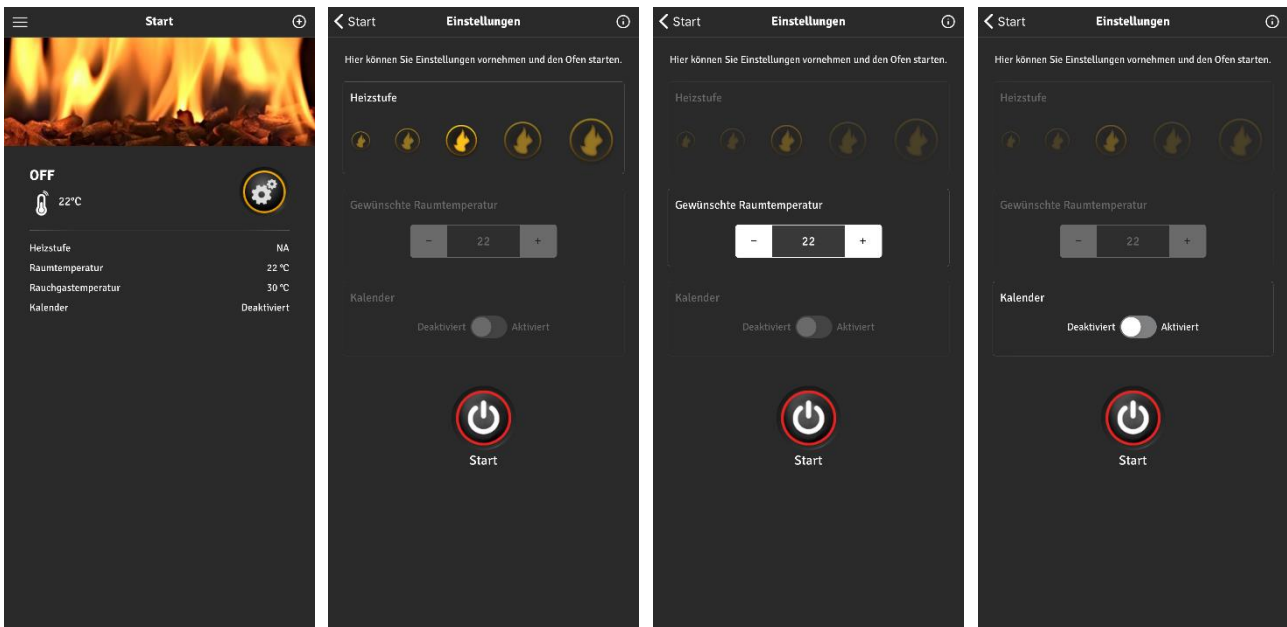 Start
OFF
22°C
Heizstufe NA
Raumtemperatur 22 °C
Rauchgastemperatur 30 °C
Kalender Deaktiviert
Start Einstellungen
Hier können Sie Einstellungen vornehmen und den Ofen starten.
Heizstufe
Gewünschte Raumtemperatur
- 22 +
Kalender
Deaktiviert Aktiviert
Start
Start Einstellungen
Hier können Sie Einstellungen vornehmen und den Ofen starten.
Heizstufe
Gewünschte Raumtemperatur
- 22 +
Kalender
Deaktiviert Aktiviert
Start
Start Einstellungen
Hier können Sie Einstellungen vornehmen und den Ofen starten.
Heizstufe
Gewünschte Raumtemperatur
- 22 +
Kalender
Deaktiviert Aktiviert
Start